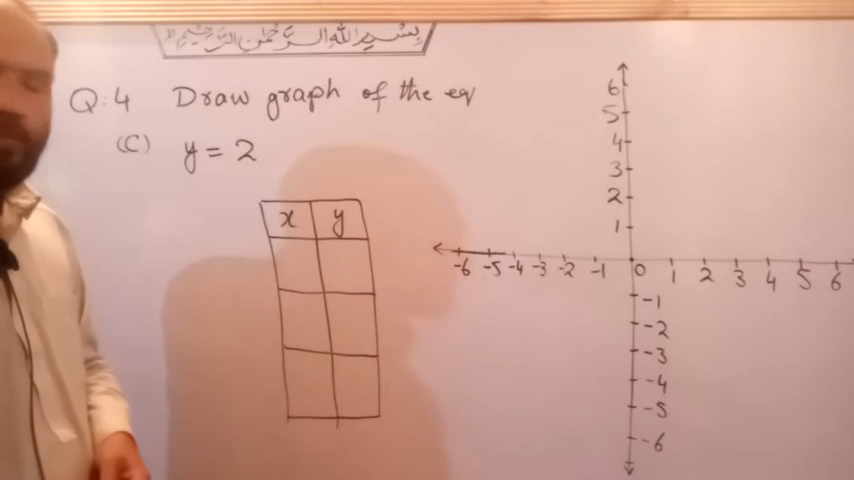 بِسْمِ اللهِ الرَّحْمٰنِ الرَّحِيْمِ
Q.4 Draw graph of the eq
(C) y = 2
x y
6
5
4
3
2
1
-6 -5 -4 -3 -2 -1 0 1 2 3 4 5 6
-1
-2
-3
-4
-5
-6